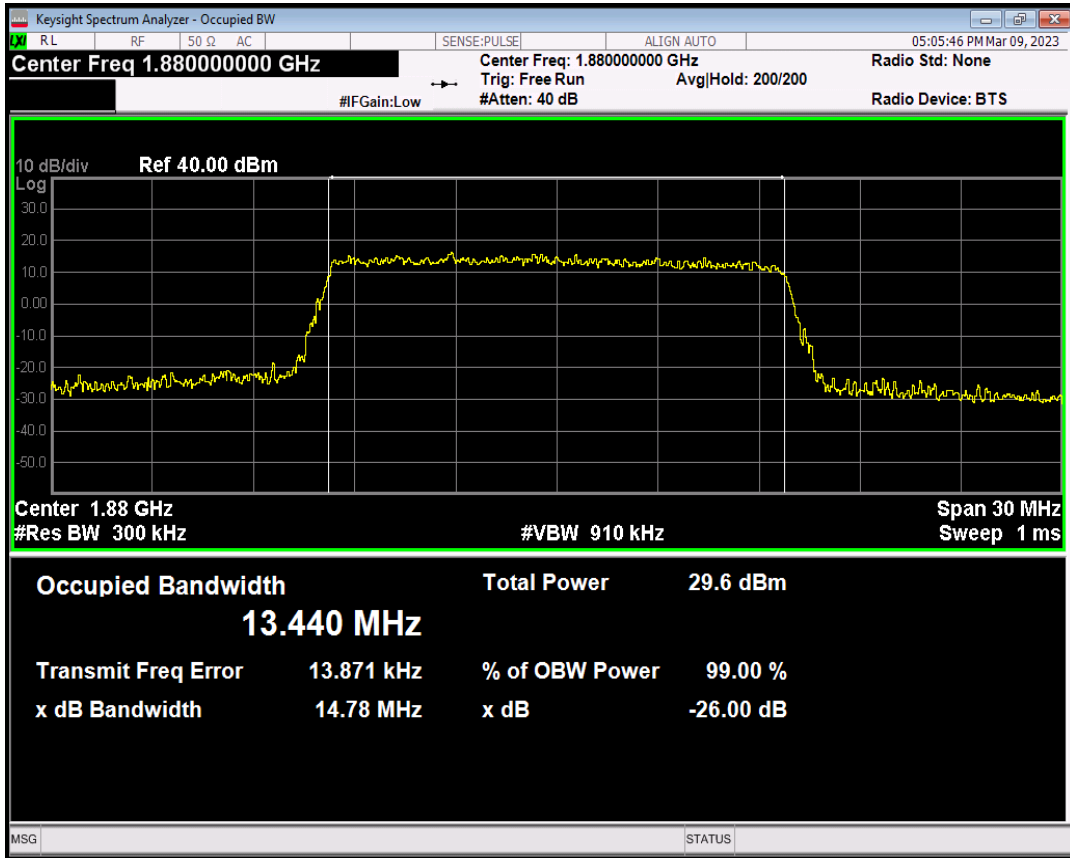 Keysight Spectrum Analyzer - Occupied BW
LXI RL RF 50 Ω AC SENSE:PULSE ALIGN AUTO 05:05:46 PM Mar 09, 2023
Center Freq 1.880000000 GHz Center Freq: 1.880000000 GHz Radio Std: None
Trig: Free Run Avg|Hold: 200/200
#IFGain:Low #Atten: 40 dB Radio Device: BTS
10 dB/div Ref 40.00 dBm
Log
30.0
20.0
10.0
0.00
-10.0
-20.0
-30.0
-40.0
-50.0
Center 1.88 GHz Span 30 MHz
#Res BW 300 kHz #VBW 910 kHz Sweep 1 ms
Occupied Bandwidth Total Power 29.6 dBm
13.440 MHz
Transmit Freq Error 13.871 kHz % of OBW Power 99.00 %
x dB Bandwidth 14.78 MHz x dB -26.00 dB
MSG STATUS